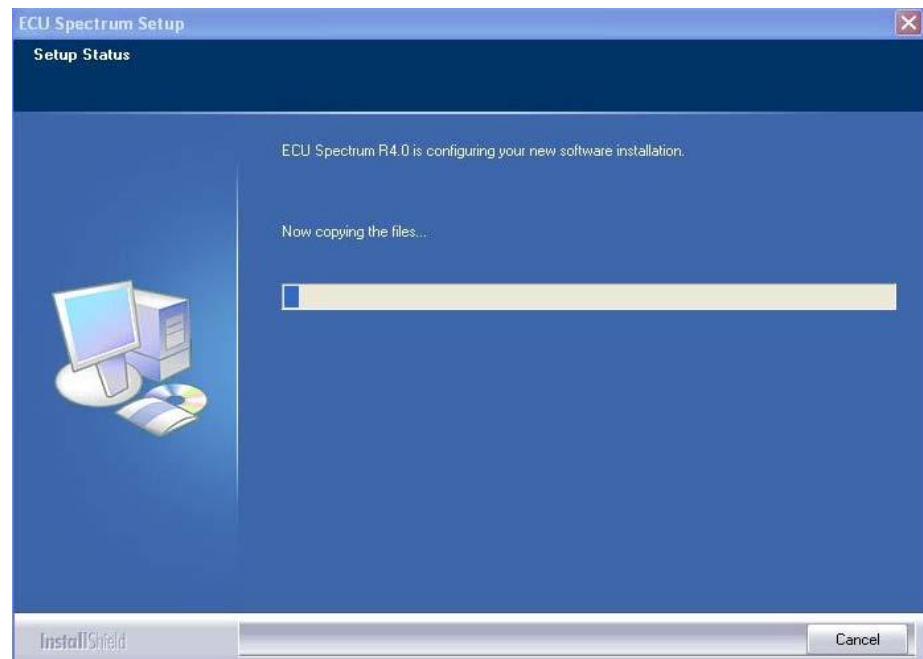 ECU Spectrum Setup
Setup Status
ECU Spectrum R4.0 is configuring your new software installation.
Now copying the files...
InstallShield
Cancel